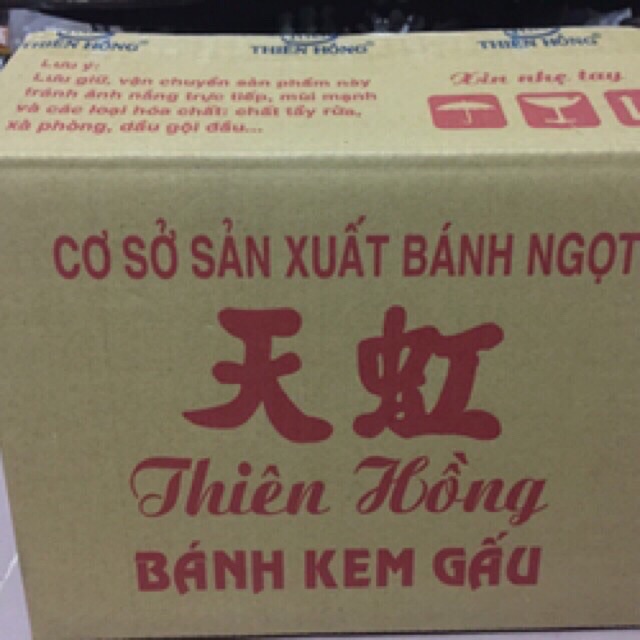 THIÊN HỒNG THIÊN HỒNG THIÊN HỒNG
Lưu ý:
Lưu giữ, vận chuyển sản phẩm này
tránh ánh nắng trực tiếp, mùi mạnh
và các loại hóa chất: chất tẩy rửa,
xà phòng, dầu gội đầu...
Xin nhẹ tay
CƠ SỞ SẢN XUẤT BÁNH NGỌT
天虹
Thiên Hồng
BÁNH KEM GẤU